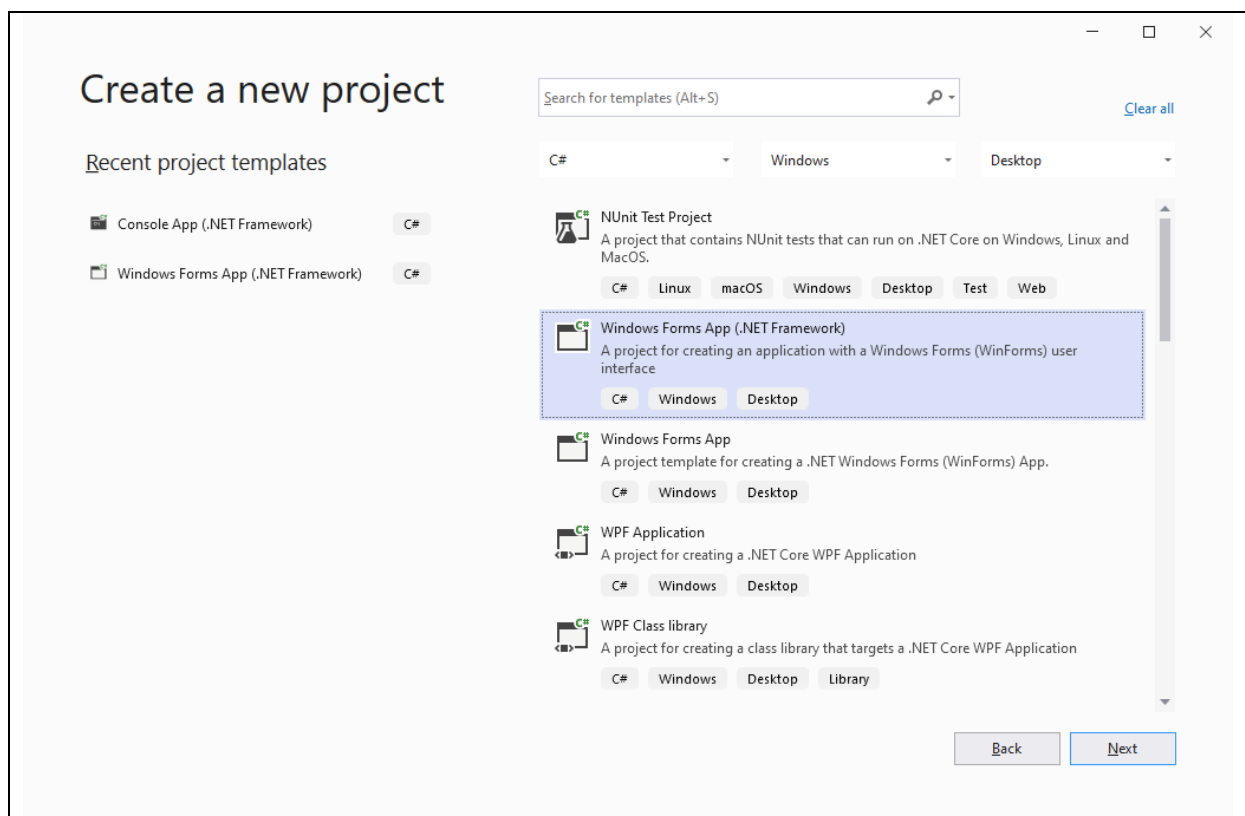 Create a new project
Search for templates (Alt+S)
Clear all
Recent project templates
C#
Windows
Desktop
Console App (.NET Framework)
C#
Windows Forms App (.NET Framework)
C#
NUnit Test Project
A project that contains NUnit tests that can run on .NET Core on Windows, Linux and
MacOS.
C# Linux macOS Windows Desktop Test Web
Windows Forms App (.NET Framework)
A project for creating an application with a Windows Forms (WinForms) user
interface
C# Windows Desktop
Windows Forms App
A project template for creating a .NET Windows Forms (WinForms) App.
C# Windows Desktop
WPF Application
A project for creating a .NET Core WPF Application
C# Windows Desktop
WPF Class library
A project for creating a class library that targets a .NET Core WPF Application
C# Windows Desktop Library
Back
Next